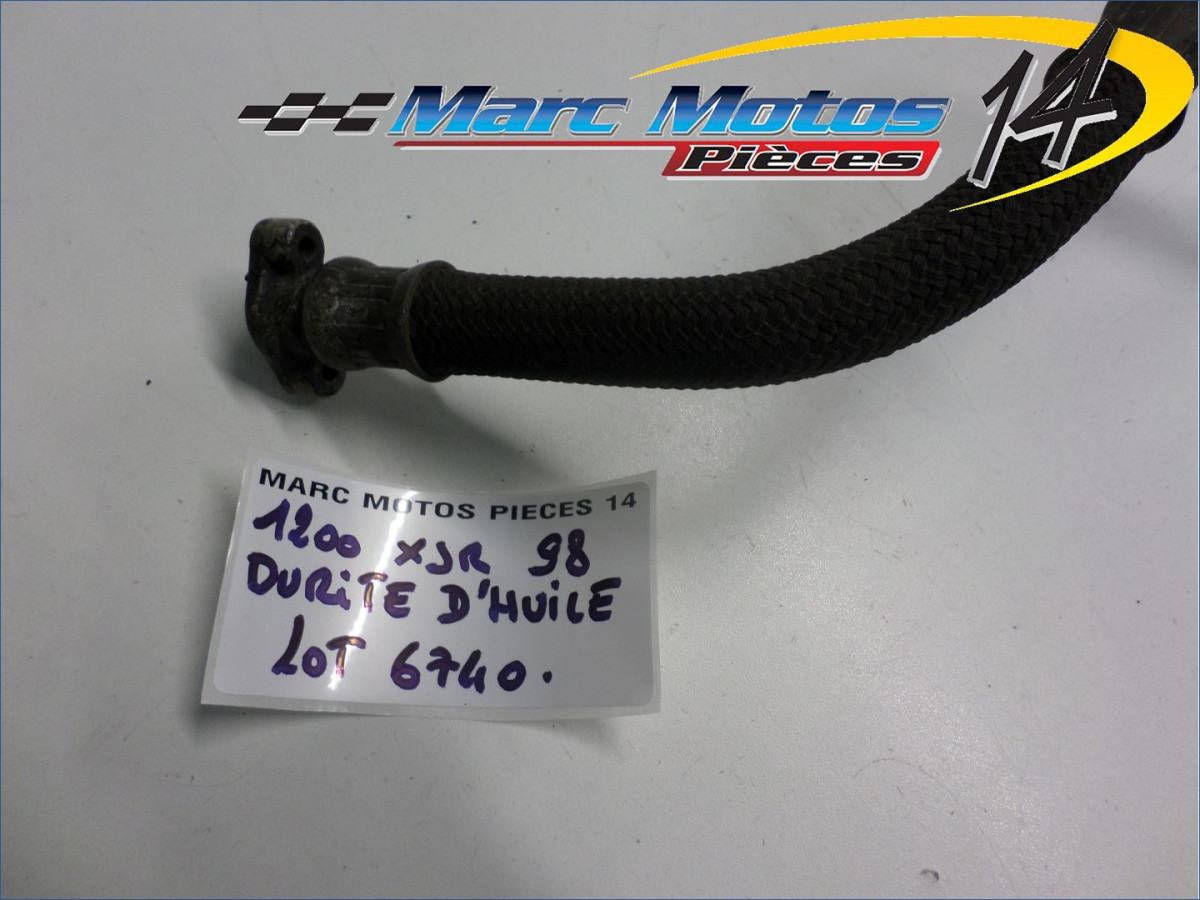 Marc Motos 14
Pièces
MARC MOTOS PIECES 14
1200 XJR 98
DURITE D'HUILE
LOT 6740.